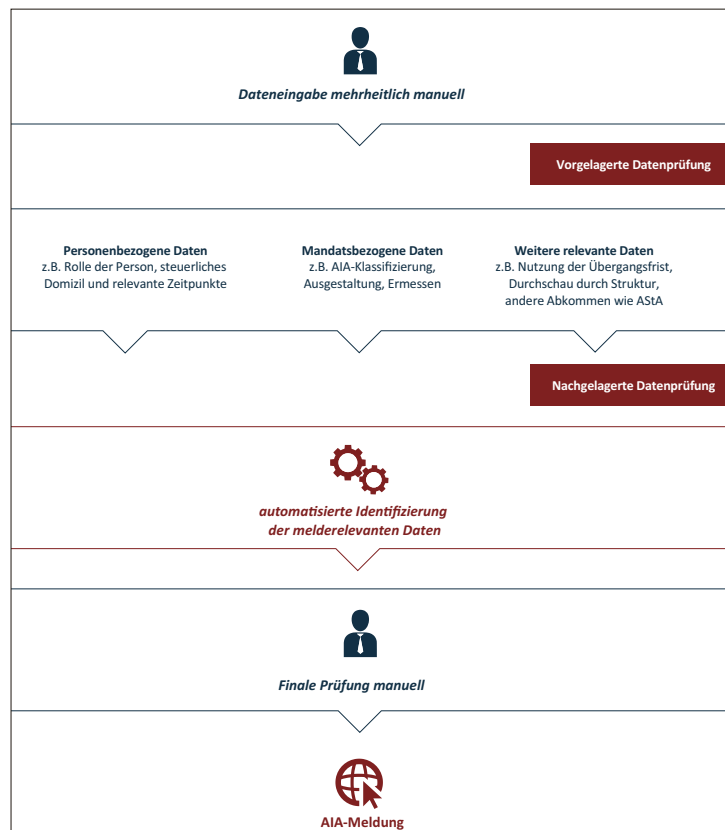 Dateneingabe mehrheitlich manuell
Vorgelagerte Datenprüfung
Personenbezogene Daten
z.B. Rolle der Person, steuerliches
Domizil und relevante Zeitpunkte
Mandatsbezogene Daten
z.B. AIA-Klassifizierung,
Ausgestaltung, Ermessen
Weitere relevante Daten
z.B. Nutzung der Übergangsfrist,
Durchschau durch Struktur,
andere Abkommen wie AStA
Nachgelagerte Datenprüfung
automatisierte Identifizierung
der melderelevanten Daten
Finale Prüfung manuell
AIA-Meldung